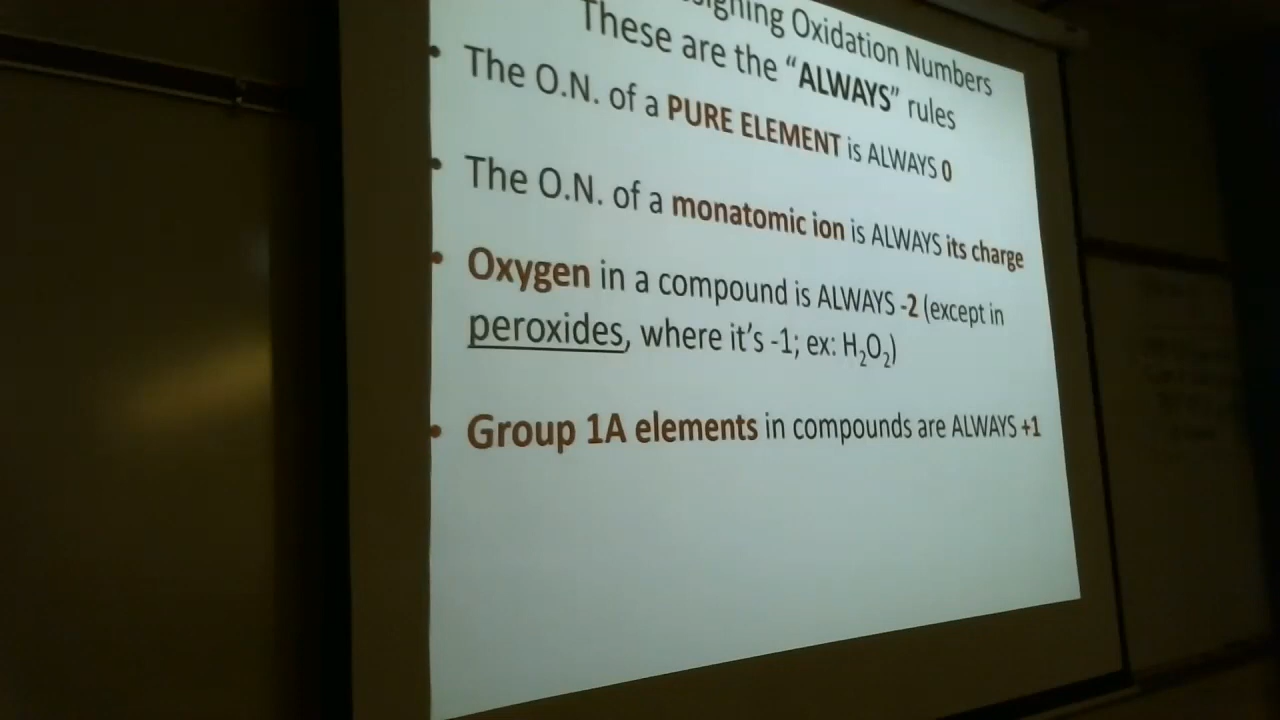 Oxidation Numbers
These are the “ALWAYS” rules
• The O.N. of a PURE ELEMENT is ALWAYS 0
• The O.N. of a monatomic ion is ALWAYS its charge
• Oxygen in a compound is ALWAYS -2 (except in
peroxides, where it’s -1; ex: H₂O₂)
• Group 1A elements in compounds are ALWAYS +1